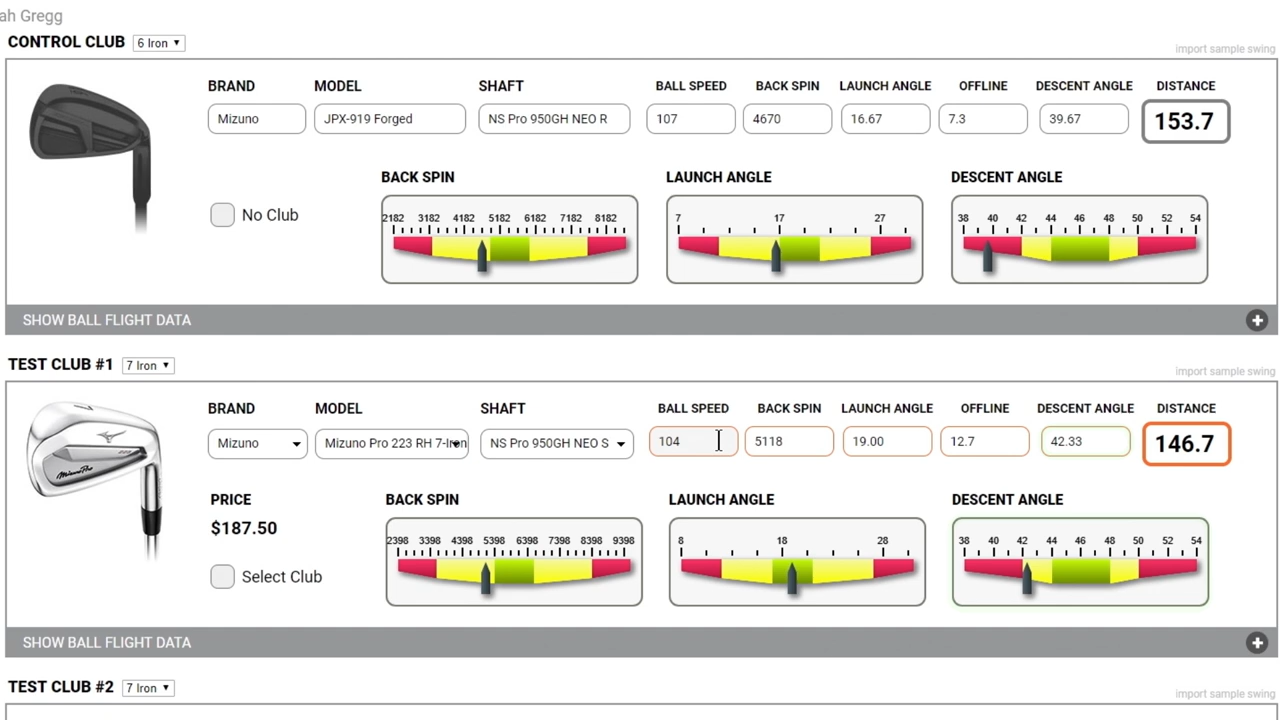 ah Gregg
CONTROL CLUB 6 Iron
import sample swing
BRAND MODEL SHAFT BALL SPEED BACK SPIN LAUNCH ANGLE OFFLINE DESCENT ANGLE DISTANCE
Mizuno JPX-919 Forged NS Pro 950GH NEO R 107 4670 16.67 7.3 39.67 153.7
BACK SPIN LAUNCH ANGLE DESCENT ANGLE
No Club
2182 3182 4182 5182 6182 7182 8182 7 17 27 38 40 42 44 46 48 50 52 54
SHOW BALL FLIGHT DATA
TEST CLUB #1 7 Iron
import sample swing
BRAND MODEL SHAFT BALL SPEED BACK SPIN LAUNCH ANGLE OFFLINE DESCENT ANGLE DISTANCE
Mizuno Mizuno Pro 223 RH 7-Iron NS Pro 950GH NEO S 104 5118 19.00 12.7 42.33 146.7
PRICE BACK SPIN LAUNCH ANGLE DESCENT ANGLE
$187.50
2398 3398 4398 5398 6398 7398 8398 9398 8 18 28 38 40 42 44 46 48 50 52 54
Select Club
SHOW BALL FLIGHT DATA
TEST CLUB #2 7 Iron
import sample swing